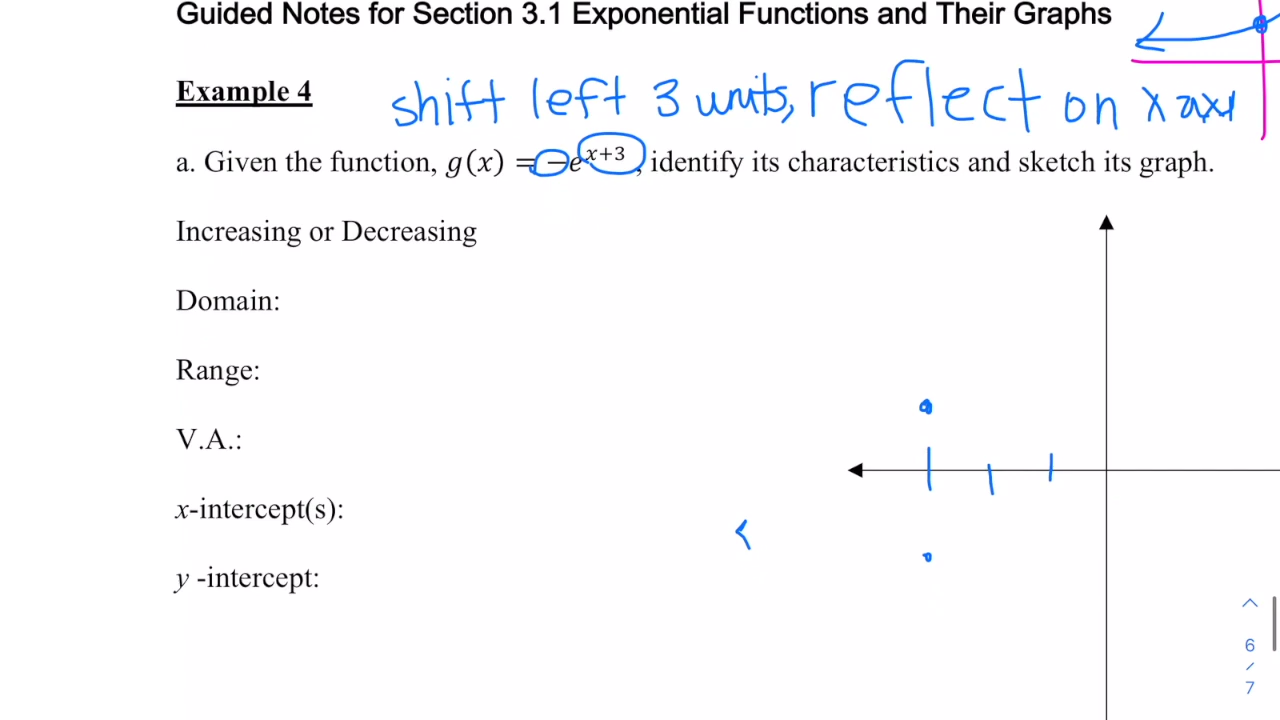 Guided Notes for Section 3.1 Exponential Functions and Their Graphs
Example 4
shift left 3 units, reflect on x axi
a. Given the function, g(x) = −e^{x+3}, identify its characteristics and sketch its graph.
Increasing or Decreasing
Domain:
Range:
V.A.:
x-intercept(s):
y -intercept:
6
/
7